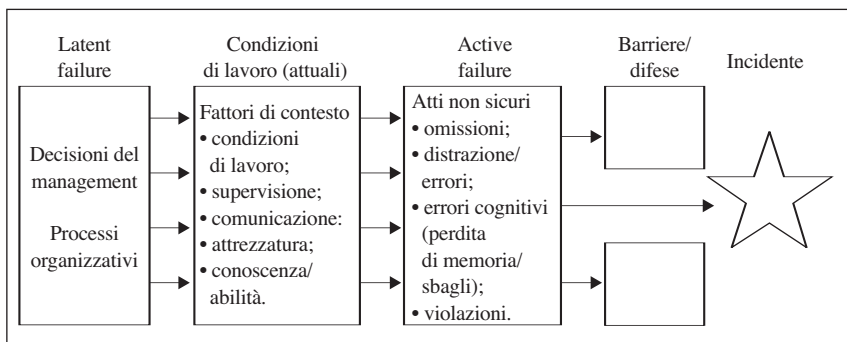 Latent
failure
Condizioni
di lavoro (attuali)
Active
failure
Barriere/
difese
Incidente
Decisioni del
management
Processi
organizzativi
Fattori di contesto
• condizioni
di lavoro;
• supervisione;
• comunicazione:
• attrezzatura;
• conoscenza/
abilità.
Atti non sicuri
• omissioni;
• distrazione/
errori;
• errori cognitivi
(perdita
di memoria/
sbagli);
• violazioni.